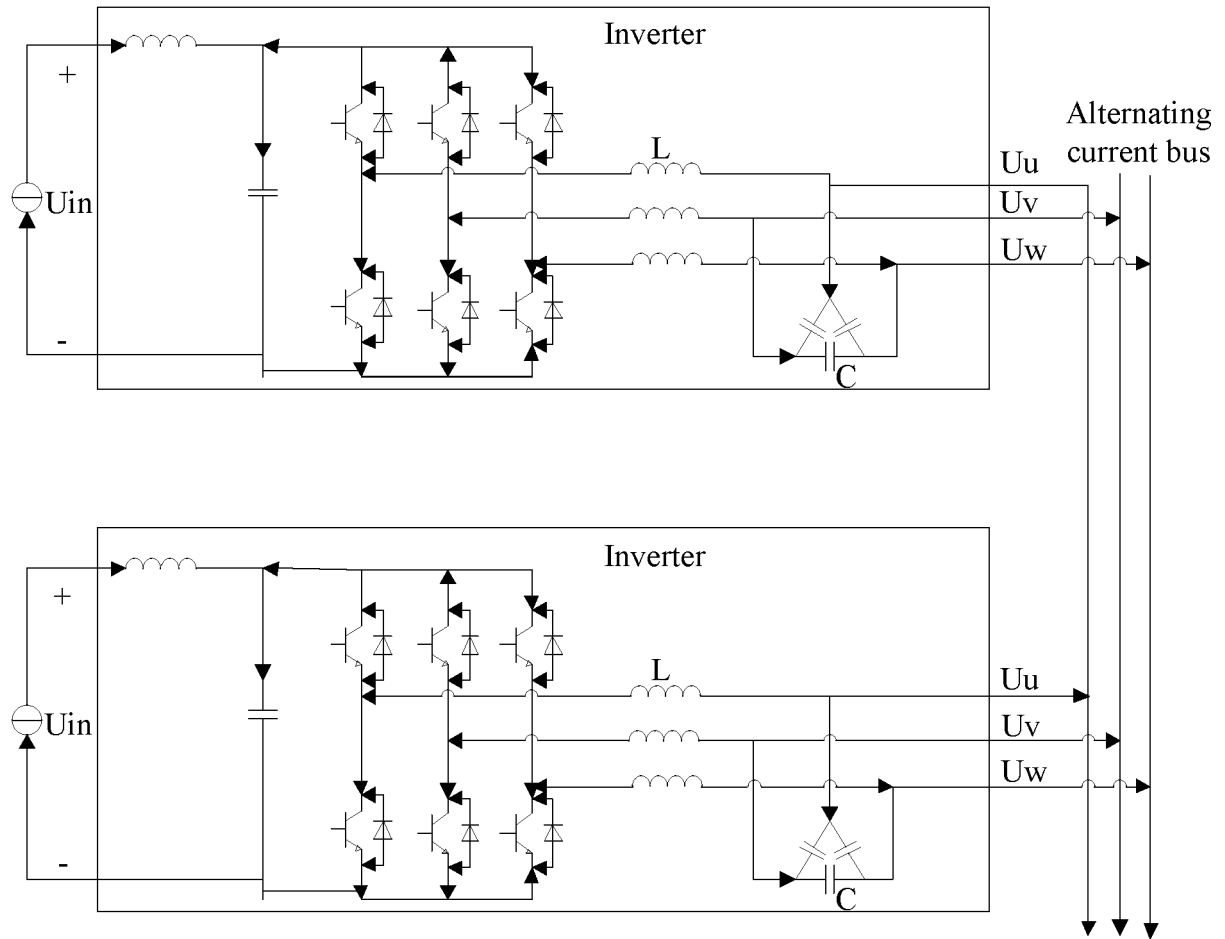 Inverter
+
Uin
-
L
C
Uu
Uv
Uw
Alternating
current bus
Inverter
+
Uin
-
L
C
Uu
Uv
Uw